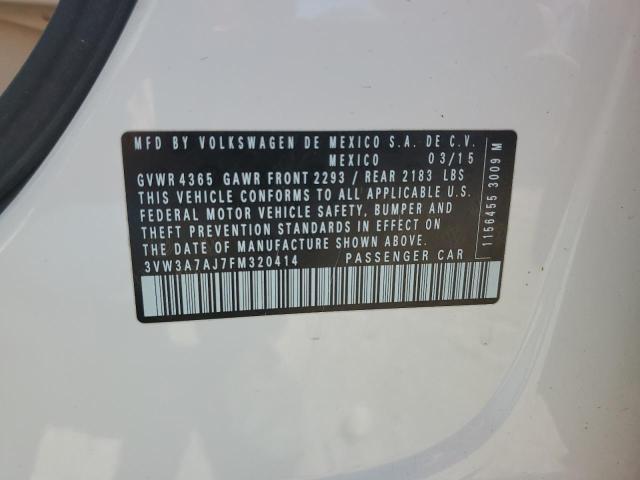 MFD BY VOLKSWAGEN DE MEXICO S.A. DE C.V.
MEXICO 03/15
GVWR 4365 GAWR FRONT 2293 / REAR 2183 LBS
THIS VEHICLE CONFORMS TO ALL APPLICABLE U.S.
FEDERAL MOTOR VEHICLE SAFETY, BUMPER AND
THEFT PREVENTION STANDARDS IN EFFECT ON
THE DATE OF MANUFACTURE SHOWN ABOVE.
3VW3A7AJ7FM320414 PASSENGER CAR
1156455 3009 M